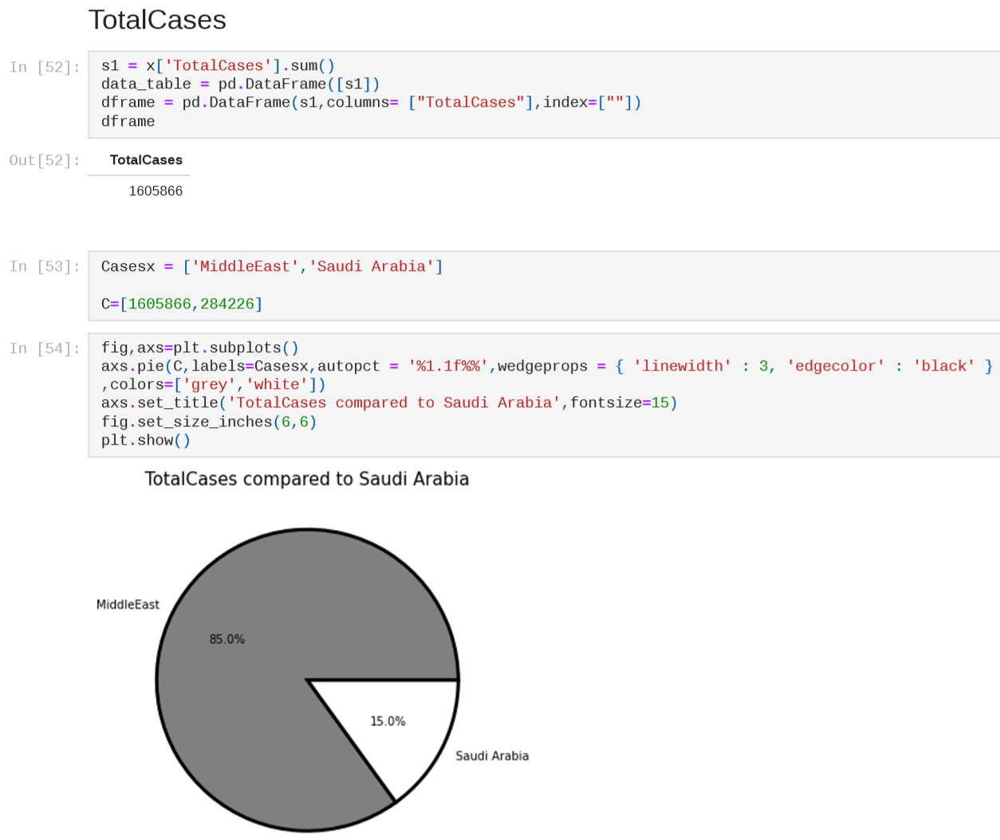 TotalCases
In [52]:
s1 = x['TotalCases'].sum()
data_table = pd.DataFrame([s1])
dframe = pd.DataFrame(s1,columns= ["TotalCases"],index=[""])
dframe
Out[52]:
TotalCases
1605866
In [53]:
Casesx = ['MiddleEast','Saudi Arabia']
C=[1605866,284226]
In [54]:
fig,axs=plt.subplots()
axs.pie(C,labels=Casesx,autopct = '%1.1f%%',wedgeprops = { 'linewidth' : 3, 'edgecolor' : 'black' }
,colors=['grey','white'])
axs.set_title('TotalCases compared to Saudi Arabia',fontsize=15)
fig.set_size_inches(6,6)
plt.show()
TotalCases compared to Saudi Arabia
MiddleEast
85.0%
15.0%
Saudi Arabia